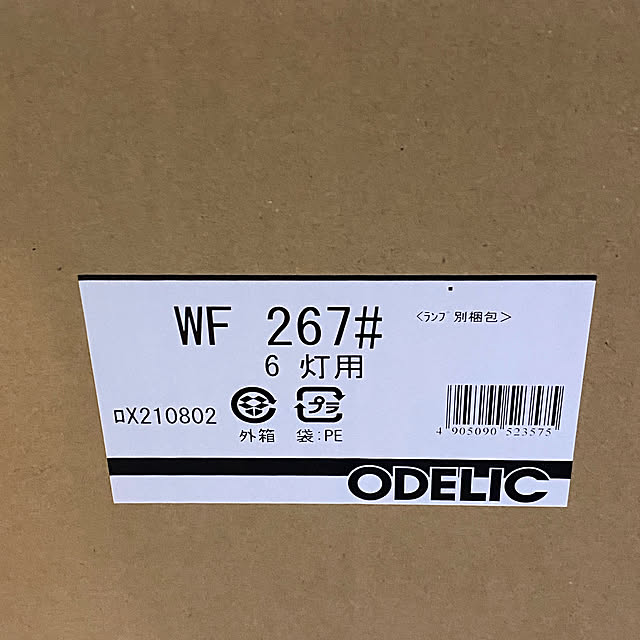 WF 267#
<ﾗﾝﾌﾟ別梱包>
6 灯用
ロX210802
プラ
外箱 袋:PE
4 905090 523575
ODELIC